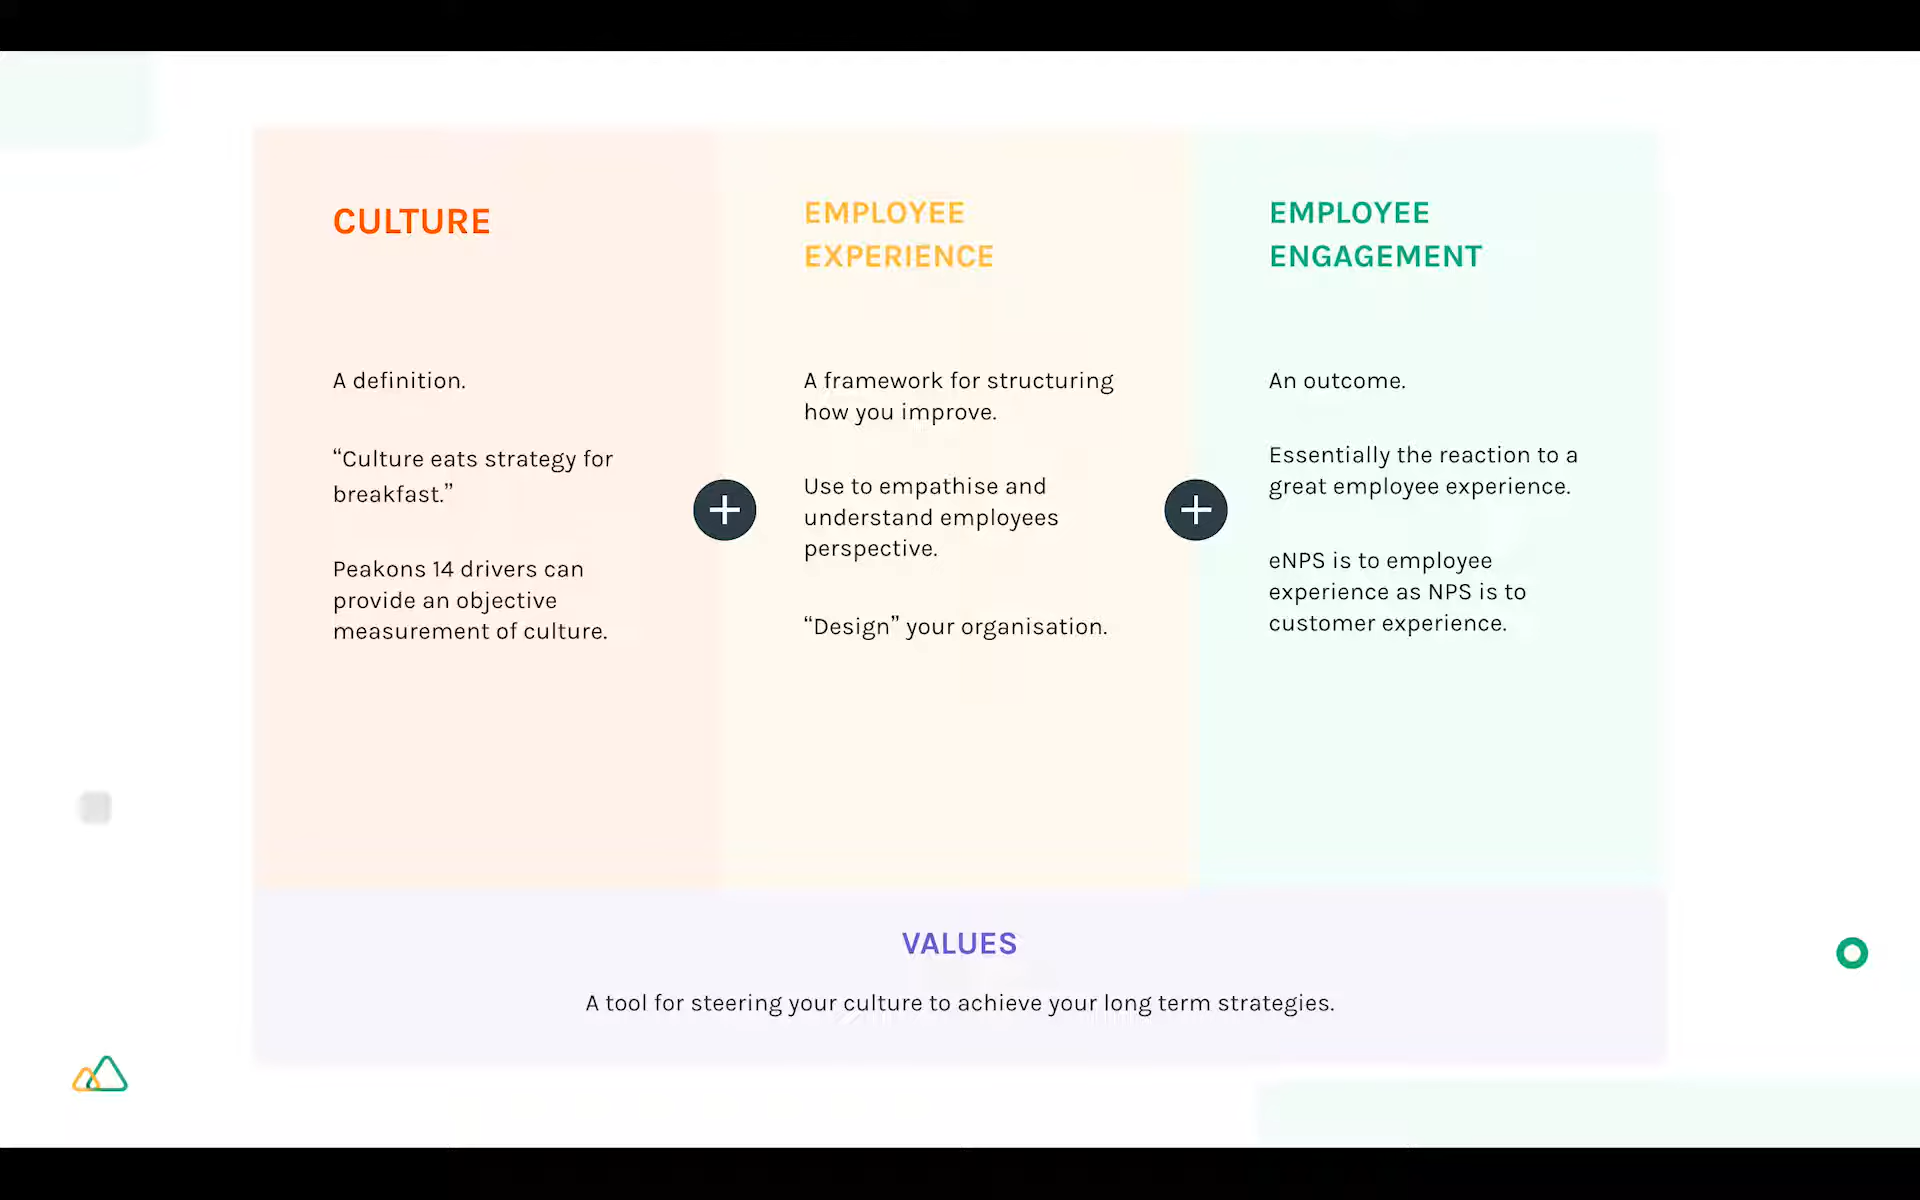 CULTURE
A definition.
“Culture eats strategy for
breakfast.”
Peakons 14 drivers can
provide an objective
measurement of culture.
EMPLOYEE
EXPERIENCE
A framework for structuring
how you improve.
Use to empathise and
understand employees
perspective.
“Design” your organisation.
EMPLOYEE
ENGAGEMENT
An outcome.
Essentially the reaction to a
great employee experience.
eNPS is to employee
experience as NPS is to
customer experience.
VALUES
A tool for steering your culture to achieve your long term strategies.